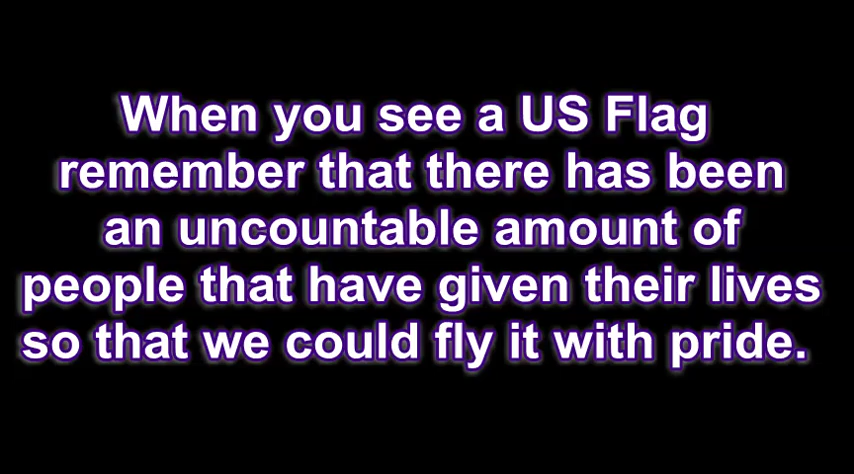 When you see a US Flag
remember that there has been
an uncountable amount of
people that have given their lives
so that we could fly it with pride.